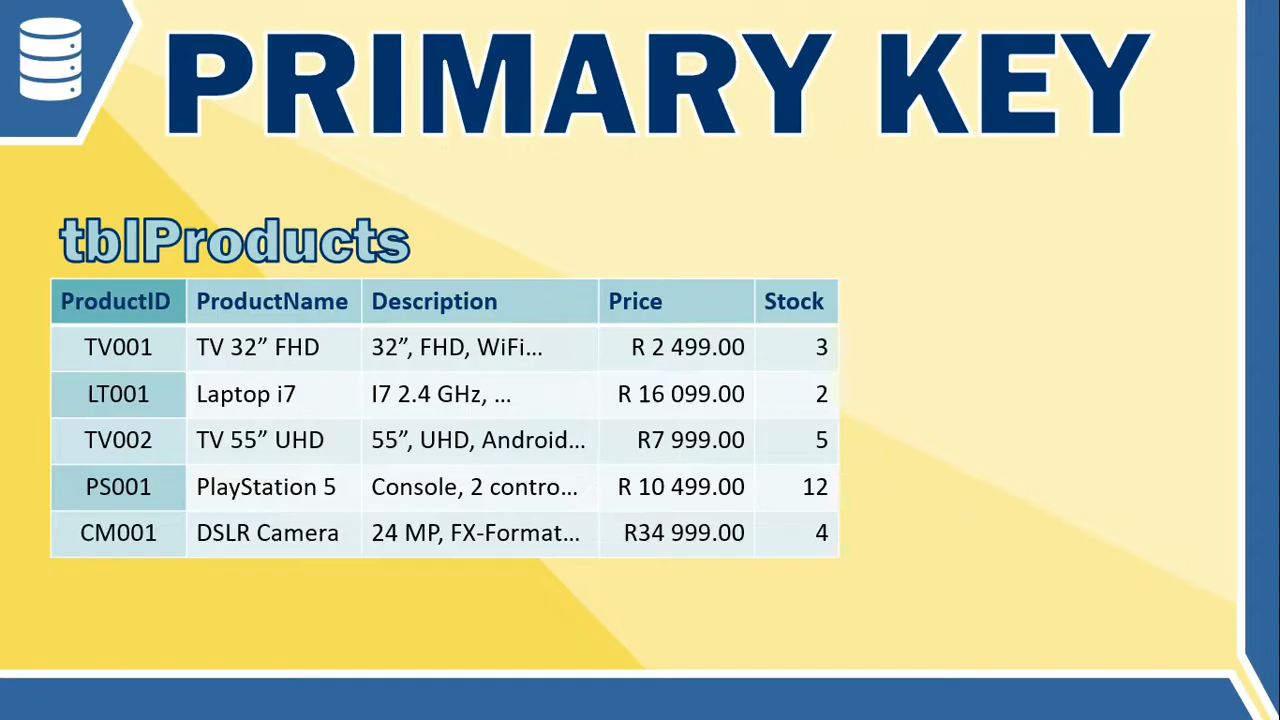 PRIMARY KEY
tblProducts
ProductID ProductName Description Price Stock
TV001 TV 32” FHD 32”, FHD, WiFi... R 2 499.00 3
LT001 Laptop i7 I7 2.4 GHz, ... R 16 099.00 2
TV002 TV 55” UHD 55”, UHD, Android... R7 999.00 5
PS001 PlayStation 5 Console, 2 contro... R 10 499.00 12
CM001 DSLR Camera 24 MP, FX-Format... R34 999.00 4